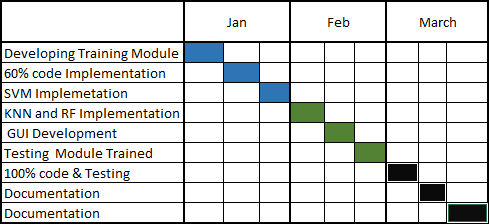 Jan Feb March
Developing Training Module
60% code Implementation
SVM Implemetation
KNN and RF Implementation
GUI Development
Testing Module Trained
100% code & Testing
Documentation
Documentation